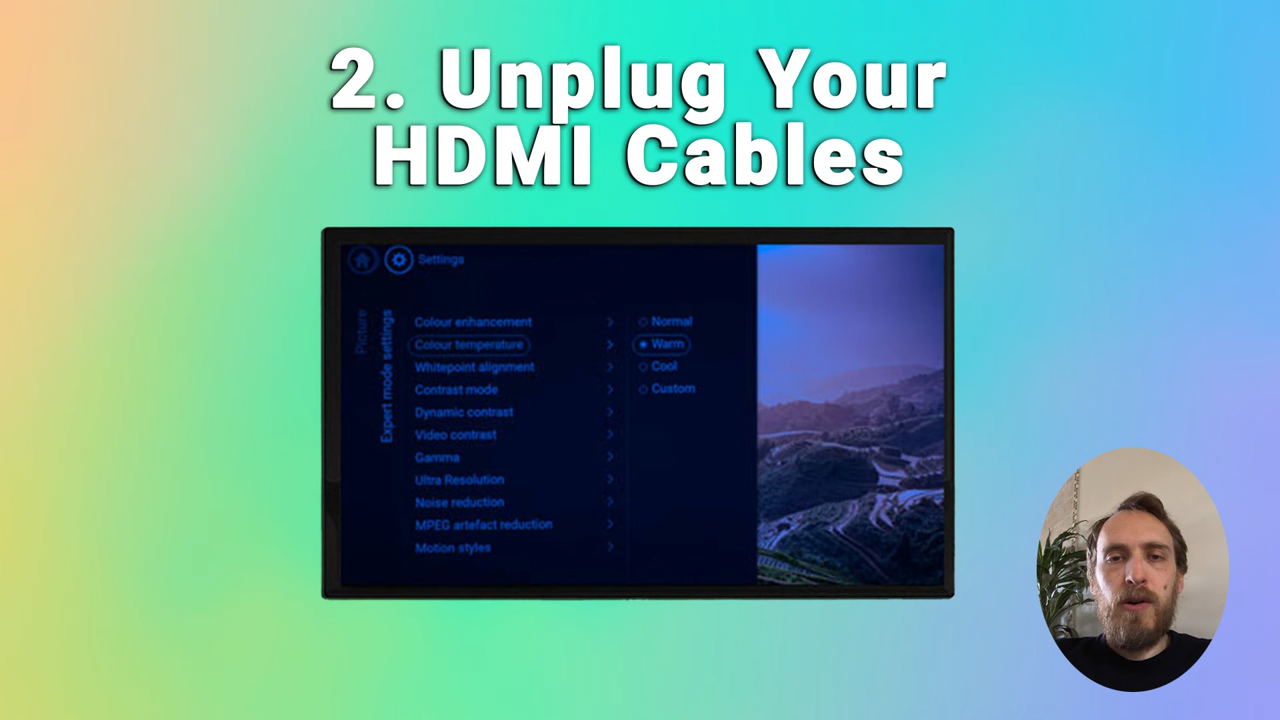 2. Unplug Your
HDMI Cables
Settings
Picture
Expert mode settings
Colour enhancement
Colour temperature
Whitepoint alignment
Contrast mode
Dynamic contrast
Video contrast
Gamma
Ultra Resolution
Noise reduction
MPEG artefact reduction
Motion styles
Normal
Warm
Cool
Custom